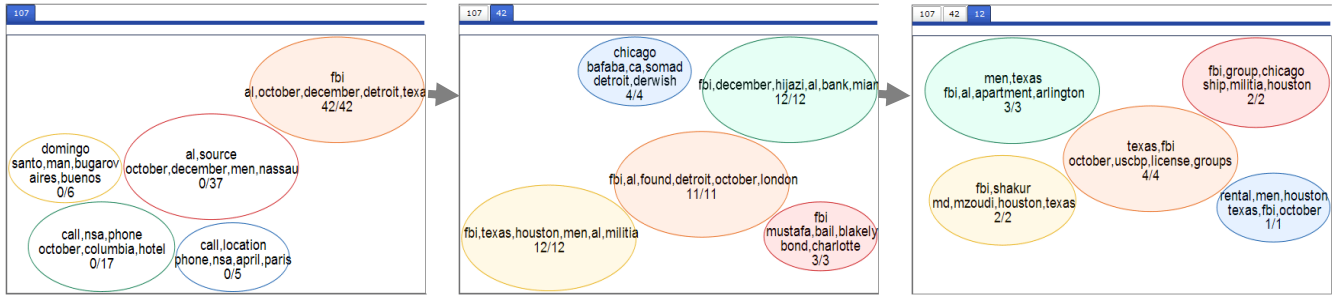 107
fbi
al,october,december,detroit,texa
42/42
domingo
santo,man,bugarov
aires,buenos
0/6
al,source
october,december,men,nassau
0/37
call,nsa,phone
october,columbia,hotel
0/17
call,location
phone,nsa,april,paris
0/5
107 42
chicago
bafaba,ca,somad
detroit,derwish
4/4
fbi,december,hijazi,al,bank,miam
12/12
fbi,al,found,detroit,october,london
11/11
fbi,texas,houston,men,al,militia
12/12
fbi
mustafa,bail,blakely
bond,charlotte
3/3
107 42 12
men,texas
fbi,al,apartment,arlington
3/3
fbi,group,chicago
ship,militia,houston
2/2
texas,fbi
october,uscbp,license,groups
4/4
fbi,shakur
md,mzoudi,houston,texas
2/2
rental,men,houston
texas,fbi,october
1/1